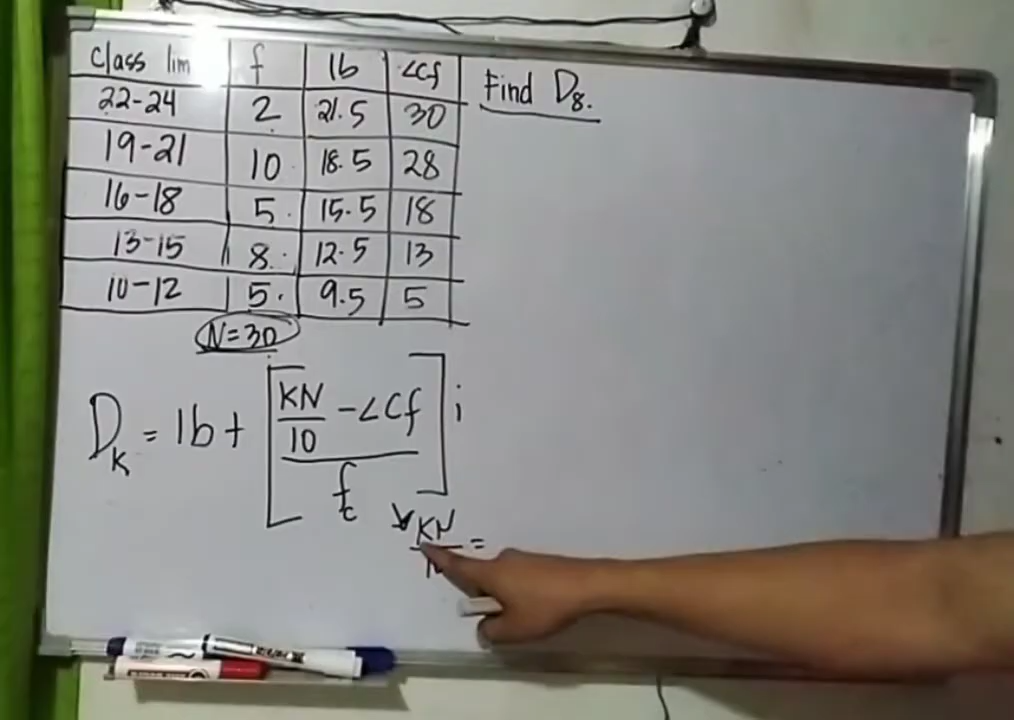 Class lim f lb <Cf
22-24 2 21.5 30
19-21 10 18.5 28
16-18 5 15.5 18
13-15 8 12.5 13
10-12 5 9.5 5
N=30
Find D8.
DK = lb + [KN/10 - <Cf / fc] i
KN
=